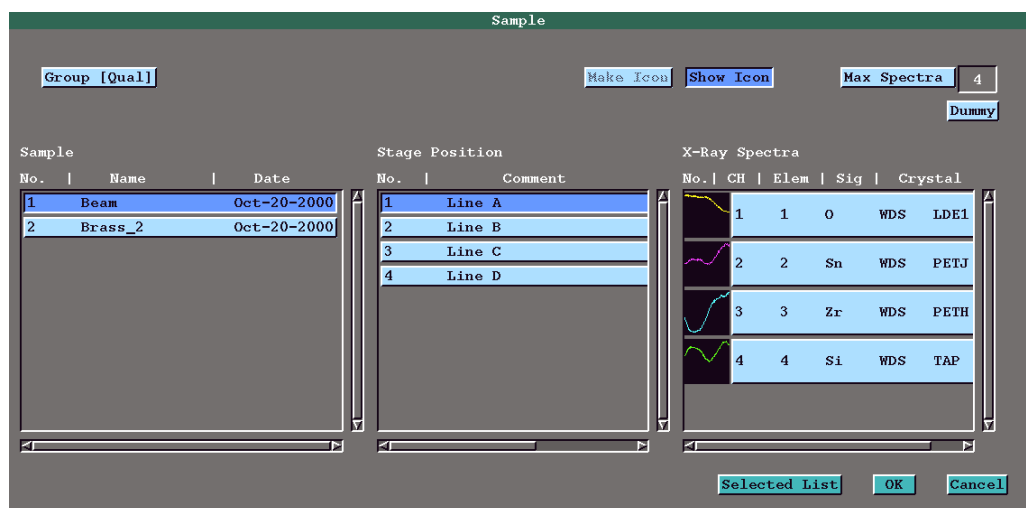 Sample
Group [Qual] Make Icon Show Icon Max Spectra 4
Dummy
Sample Stage Position X-Ray Spectra
No. | Name | Date No. | Comment No. | CH | Elem | Sig | Crystal
1 Beam Oct-20-2000 1 Line A 1 1 O WDS LDE1
2 Brass_2 Oct-20-2000 2 Line B 2 2 Sn WDS PETJ
3 Line C 3 3 Zr WDS PETH
4 Line D 4 4 Si WDS TAP
Selected List OK Cancel